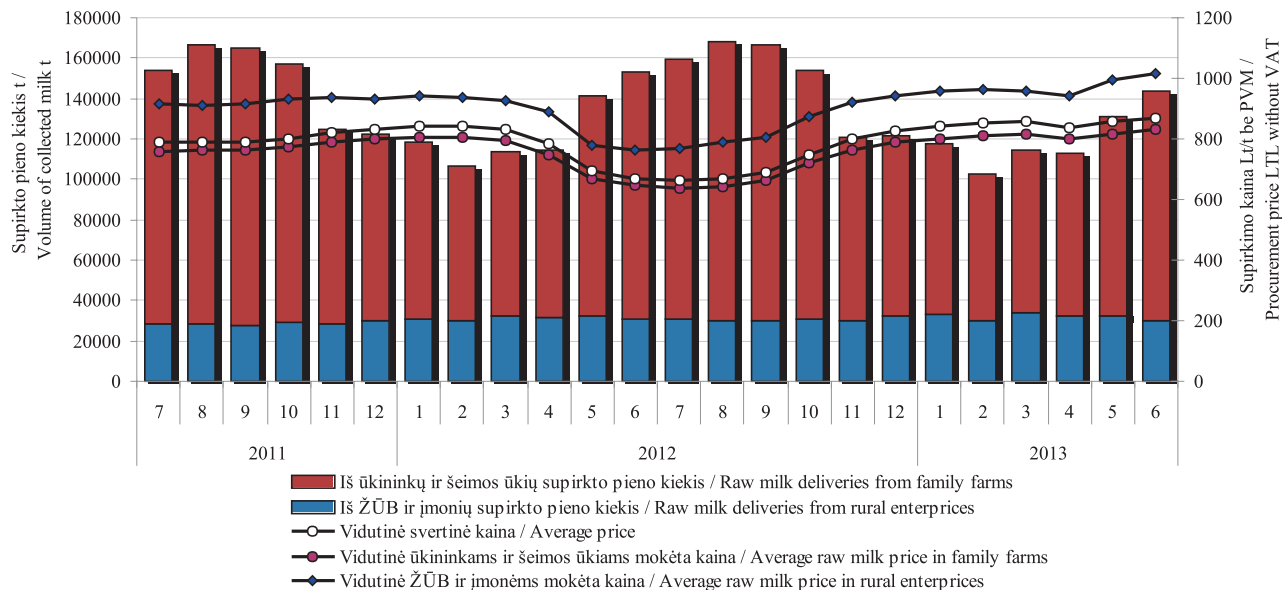 Supirkto pieno kiekis t /
Volume of collected milk t
180000
160000
140000
120000
100000
80000
60000
40000
20000
0
1200
1000
800
600
400
200
0
Supirkimo kaina Lt/t be PVM /
Procurement price LTL without VAT
7 8 9 10 11 12 1 2 3 4 5 6 7 8 9 10 11 12 1 2 3 4 5 6
2011 2012 2013
Iš ūkininkų ir šeimos ūkių supirkto pieno kiekis / Raw milk deliveries from family farms
Iš ŽŪB ir įmonių supirkto pieno kiekis / Raw milk deliveries from rural enterprices
Vidutinė svertinė kaina / Average price
Vidutinė ūkininkams ir šeimos ūkiams mokėta kaina / Average raw milk price in family farms
Vidutinė ŽŪB ir įmonėms mokėta kaina / Average raw milk price in rural enterprices